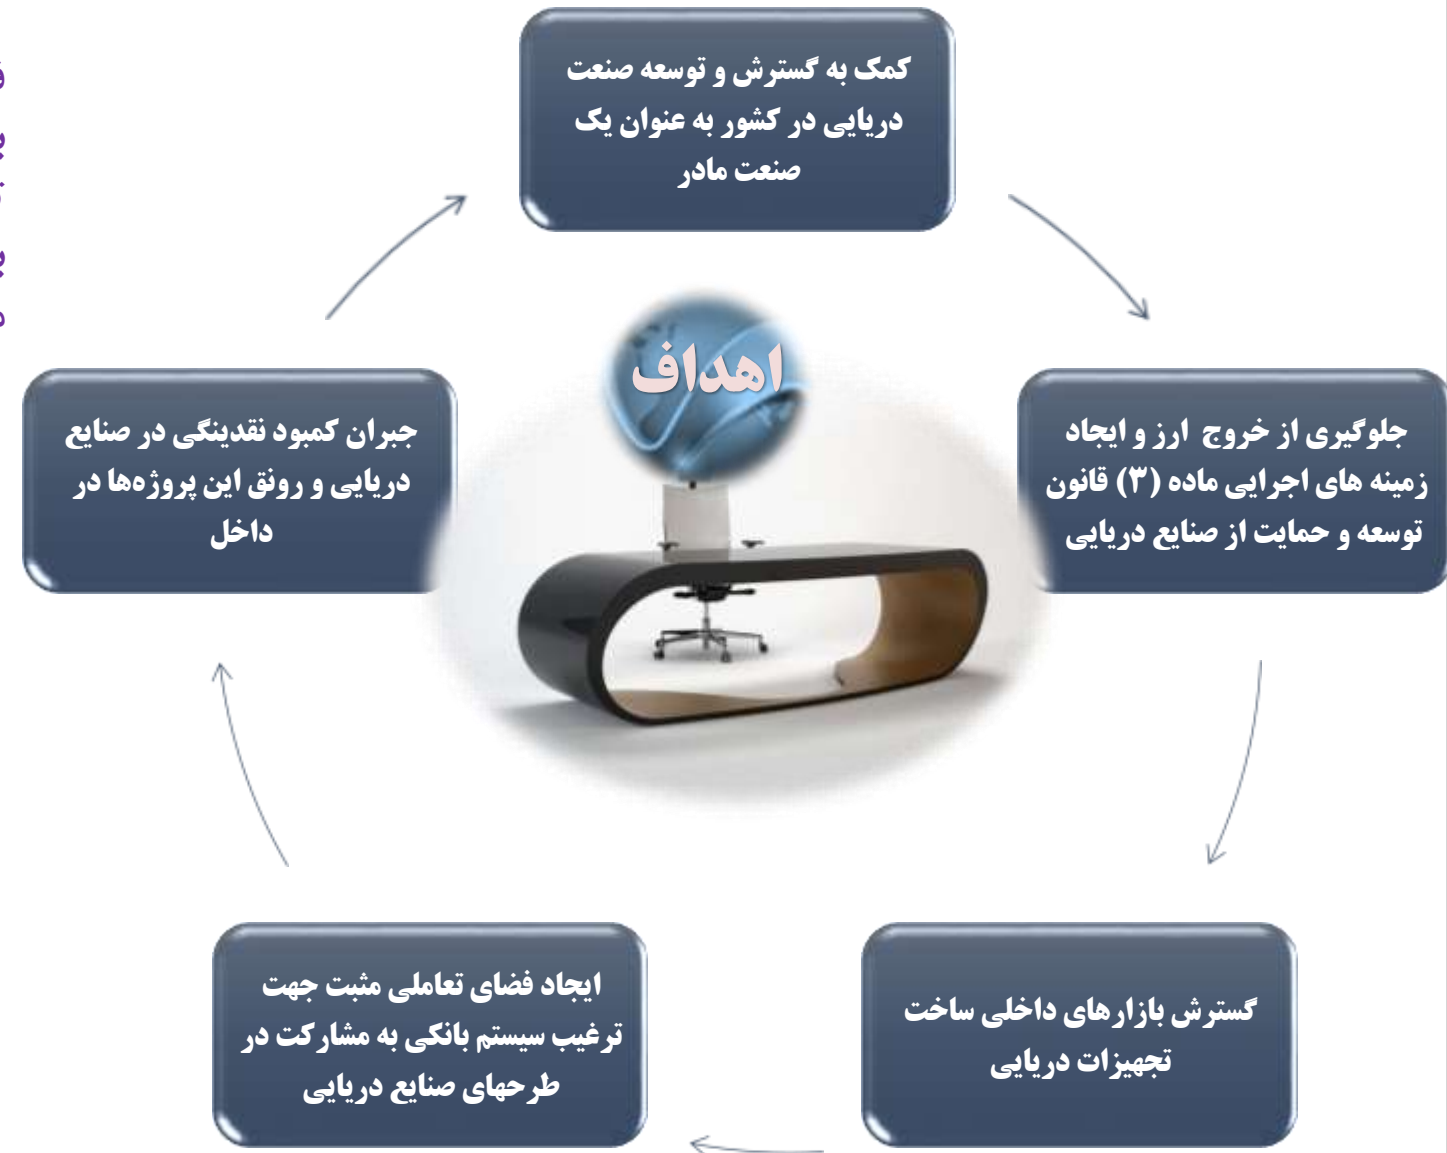 کمک به گسترش و توسعه صنعت
دریایی در کشور به عنوان یک
صنعت مادر
اهداف
جلوگیری از خروج ارز و ایجاد
زمینه های اجرایی ماده (۳) قانون
توسعه و حمایت از صنایع دریایی
گسترش بازارهای داخلی ساخت
تجهیزات دریایی
ایجاد فضای تعاملی مثبت جهت
ترغیب سیستم بانکی به مشارکت در
طرحهای صنایع دریایی
جبران کمبود نقدینگی در صنایع
دریایی و رونق این پروژه‌ها در
داخل